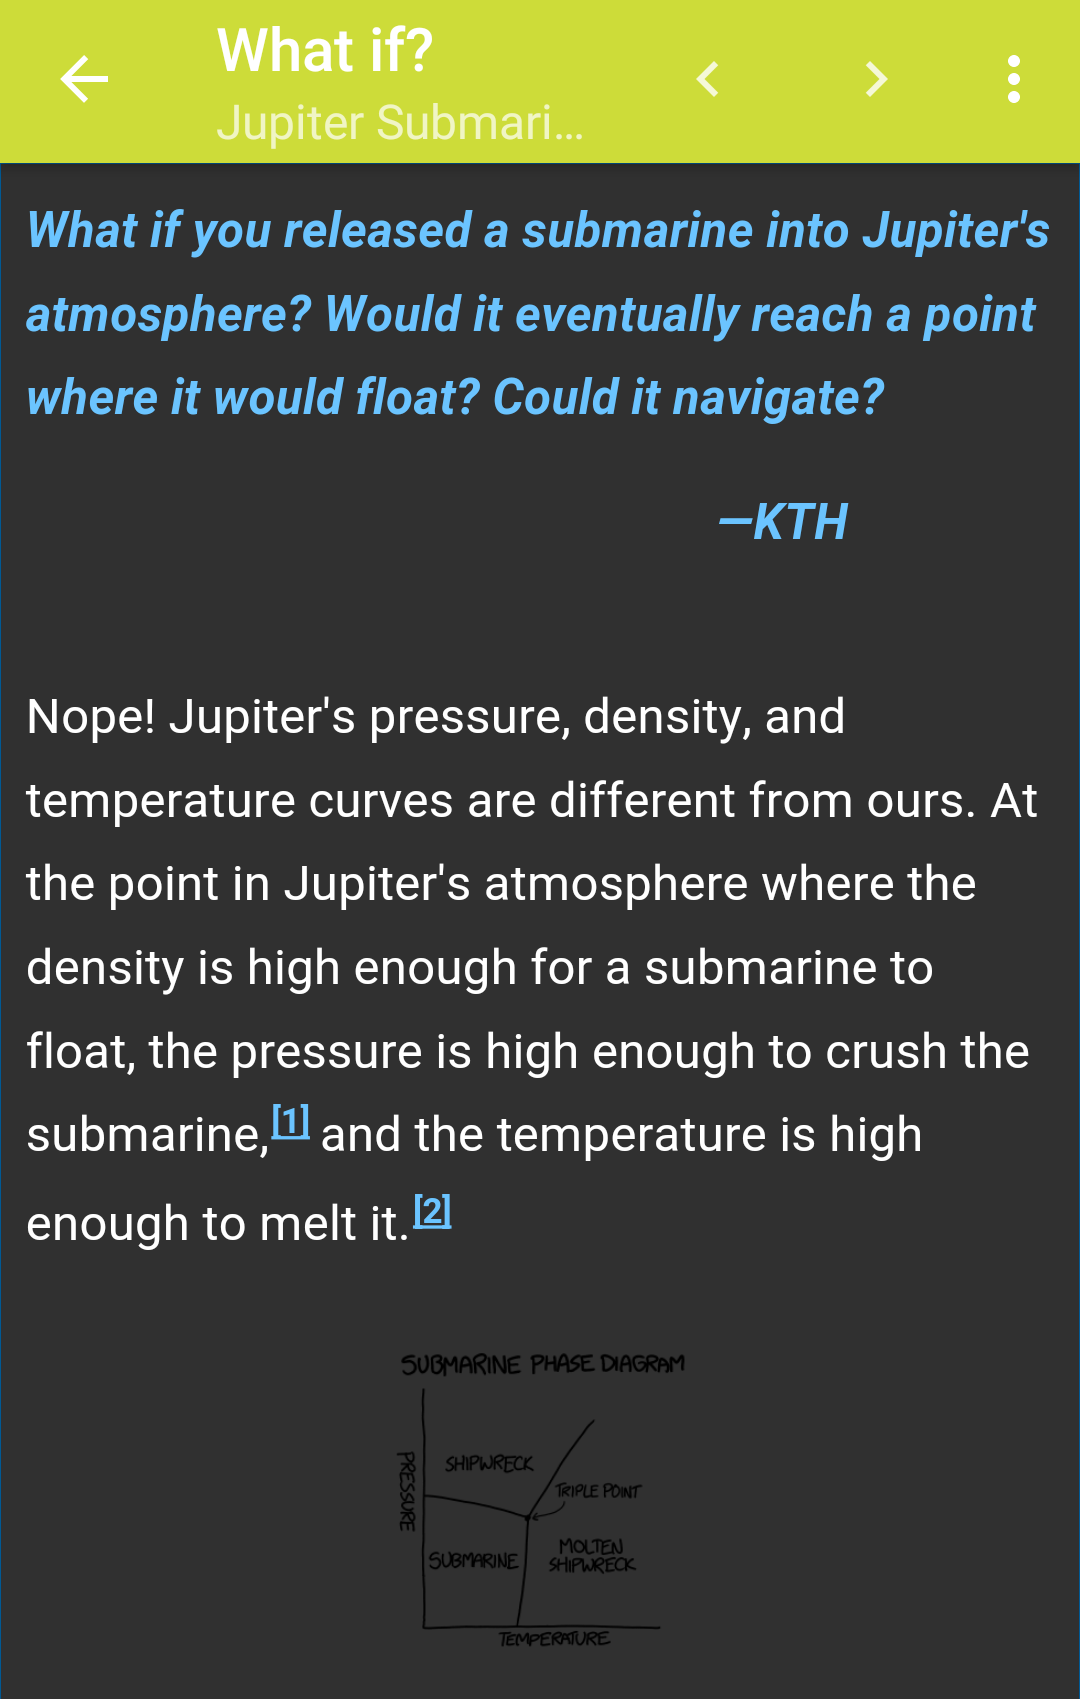 What if?
Jupiter Submari...
What if you released a submarine into Jupiter's
atmosphere? Would it eventually reach a point
where it would float? Could it navigate?
—KTH
Nope! Jupiter's pressure, density, and
temperature curves are different from ours. At
the point in Jupiter's atmosphere where the
density is high enough for a submarine to
float, the pressure is high enough to crush the
submarine,[1] and the temperature is high
enough to melt it.[2]
SUBMARINE PHASE DIAGRAM
PRESSURE
SHIPWRECK
TRIPLE POINT
SUBMARINE
MOLTEN
SHIPWRECK
TEMPERATURE